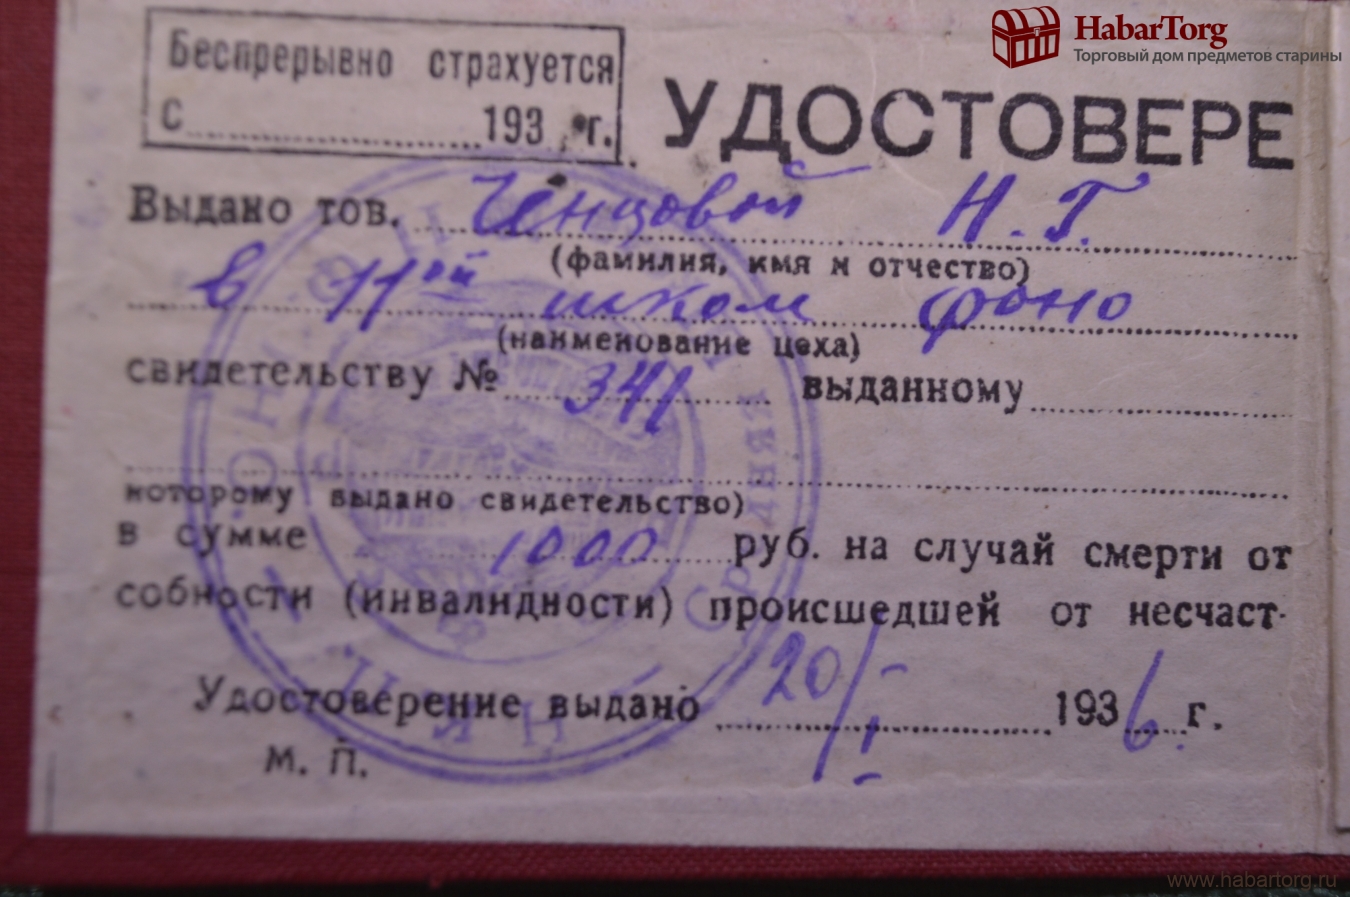 HabarTorg
Торговый дом предметов старины
Беспрерывно страхуется
С 193 г.
УДОСТОВЕРЕ
Выдано тов. Ченцовой Н. Г.
(фамилия, имя и отчество)
в 11ой школ фоно
(наименование цеха)
свидетельству № 341 выданному
которому выдано свидетельство)
в сумме 1000 руб. на случай смерти от
собности (инвалидности) происшедшей от несчаст-
Удостоверение выдано 20/I 1936 г.
М. П.
www.habartorg.ru